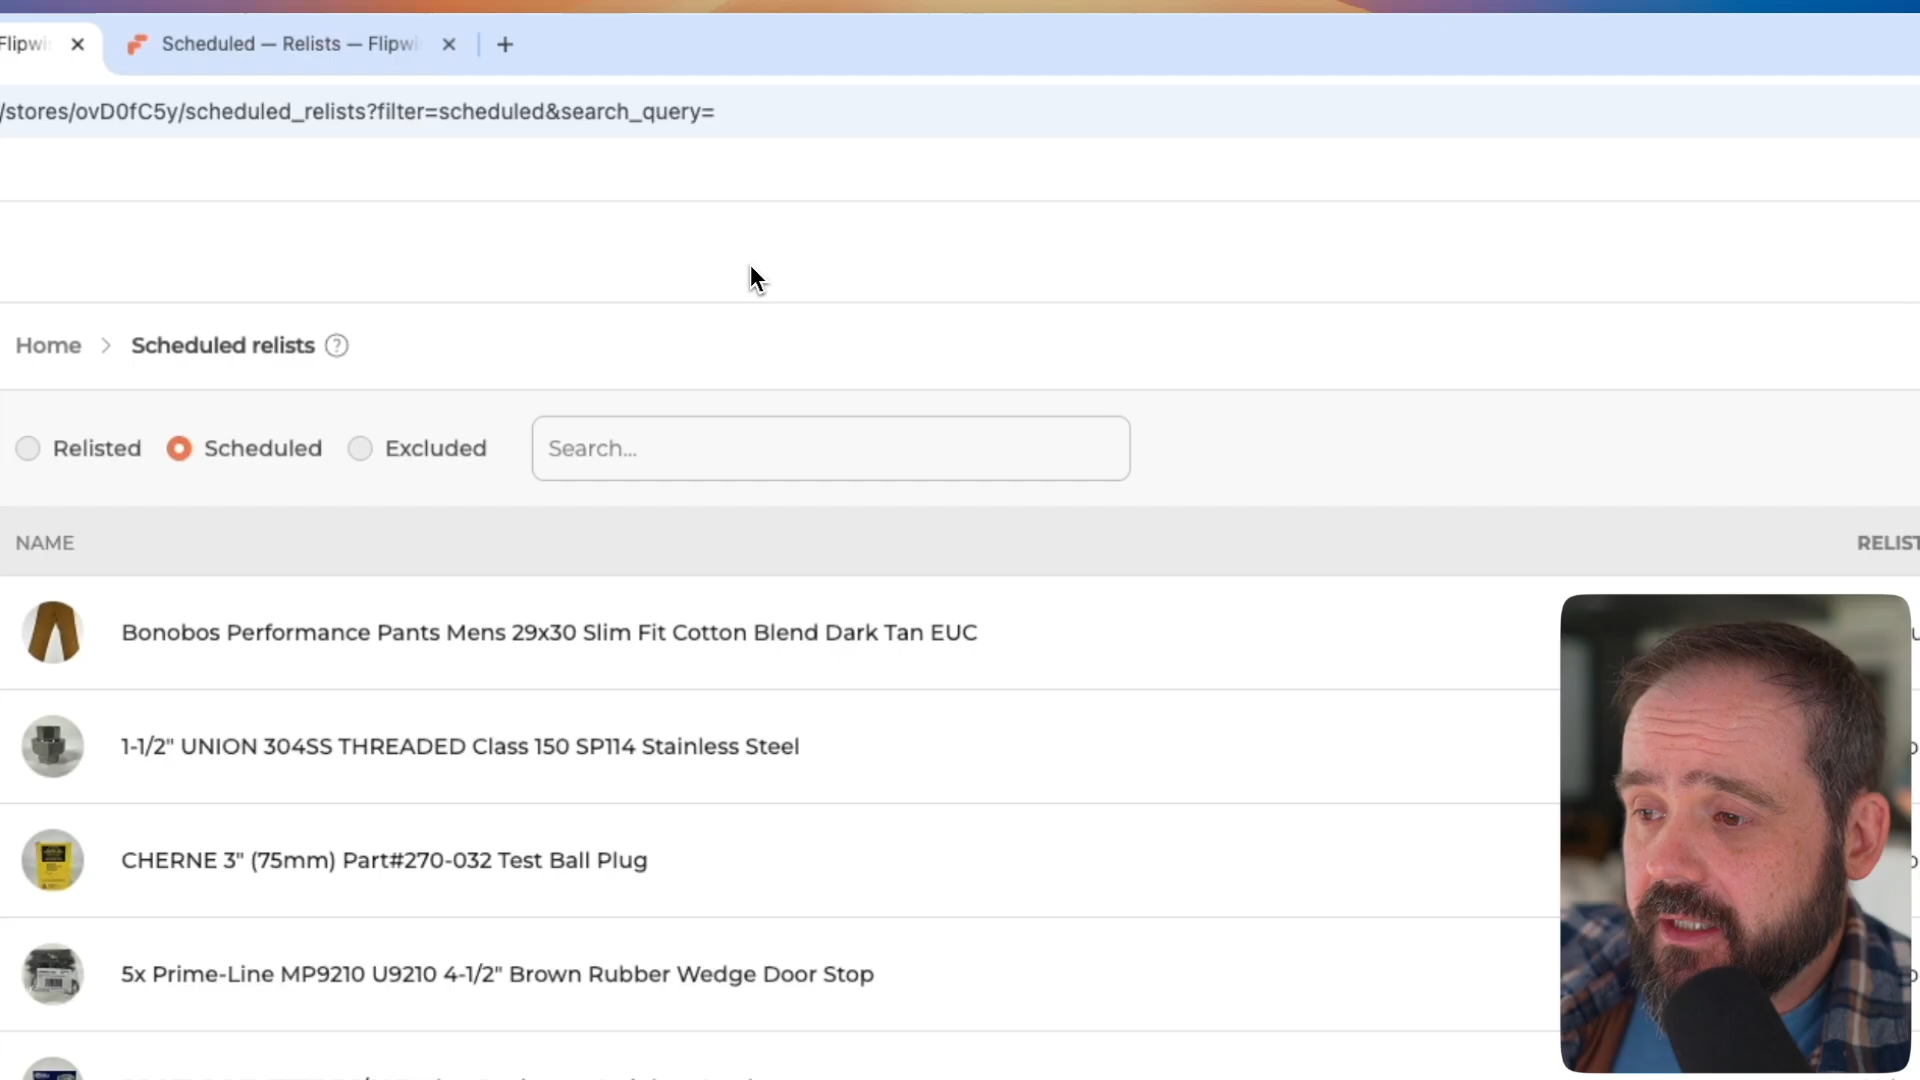 Flipwi
Scheduled — Relists — Flipwi
/stores/ovD0fC5y/scheduled_relists?filter=scheduled&search_query=
Home > Scheduled relists ?
Relisted Scheduled Excluded Search...
NAME RELIST
Bonobos Performance Pants Mens 29x30 Slim Fit Cotton Blend Dark Tan EUC
1-1/2" UNION 304SS THREADED Class 150 SP114 Stainless Steel
CHERNE 3" (75mm) Part#270-032 Test Ball Plug
5x Prime-Line MP9210 U9210 4-1/2" Brown Rubber Wedge Door Stop